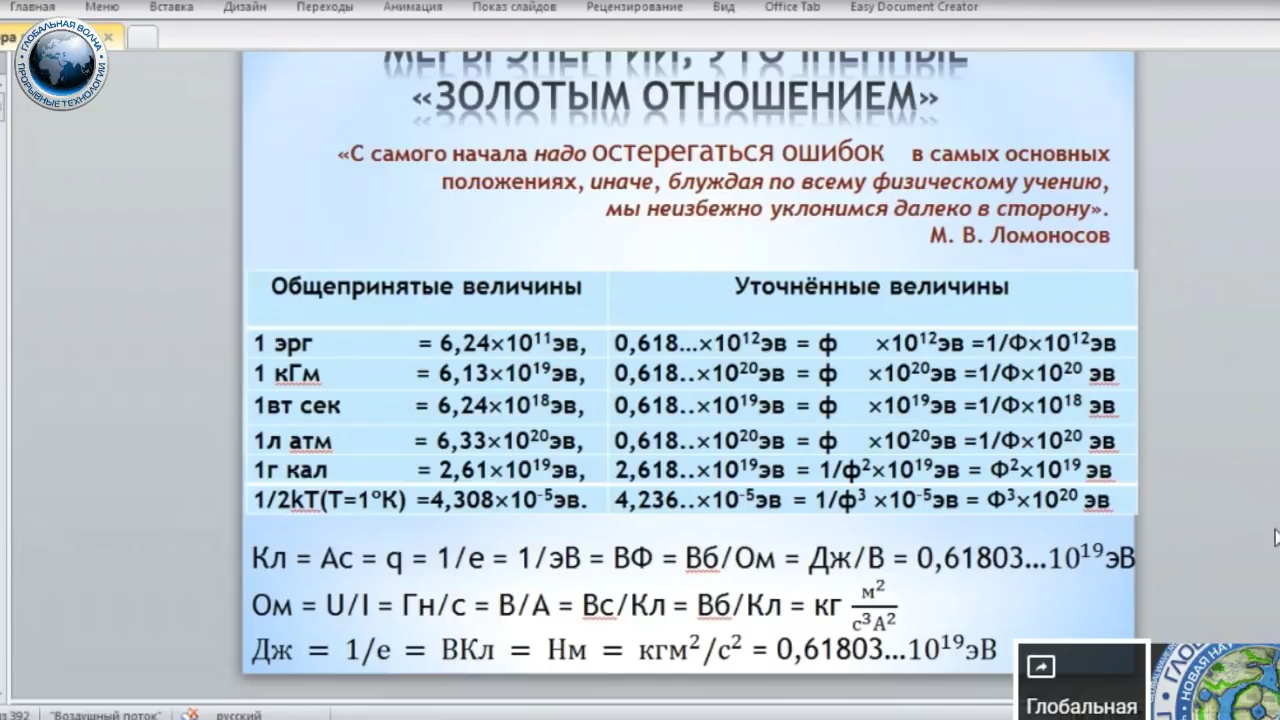 Главная Меню Вставка Дизайн Переходы Анимация Показ слайдов Рецензирование Вид Office Tab Easy Document Creator
ГЛОБАЛЬНАЯ ВОЛНА
ПРОРЫВНЫЕ ТЕХНОЛОГИИ
«ЗОЛОТЫМ ОТНОШЕНИЕМ»
«С самого начала надо остерегаться ошибок в самых основных
положениях, иначе, блуждая по всему физическому учению,
мы неизбежно уклонимся далеко в сторону».
М. В. Ломоносов
Общепринятые величины Уточнённые величины
1 эрг = 6,24×10¹¹эв, 0,618…×10¹²эв = ф ×10¹²эв =1/Ф×10¹²эв
1 кГм = 6,13×10¹⁹эв, 0,618..×10²⁰эв = ф ×10²⁰эв =1/Ф×10²⁰ эв
1вт сек = 6,24×10¹⁸эв, 0,618..×10¹⁹эв = ф ×10¹⁹эв =1/Ф×10¹⁸ эв
1л атм = 6,33×10²⁰эв, 0,618..×10²⁰эв = ф ×10²⁰эв =1/Ф×10²⁰ эв
1г кал = 2,61×10¹⁹эв, 2,618..×10¹⁹эв = 1/ф²×10¹⁹эв = Ф²×10¹⁹ эв
1/2kT(T=1°K) =4,308×10⁻⁵эв. 4,236..×10⁻⁵эв = 1/ф³ ×10⁻⁵эв = Ф³×10²⁰ эв
Кл = Ас = q = 1/е = 1/эВ = ВФ = Вб/Ом = Дж/В = 0,61803…10¹⁹эВ
Ом = U/I = Гн/с = В/А = Вс/Кл = Вб/Кл = кг м²/с³А²
Дж = 1/е = ВКл = Нм = кгм²/с² = 0,61803…10¹⁹эВ
Глобальная
из 392 "Воздушный поток" русский